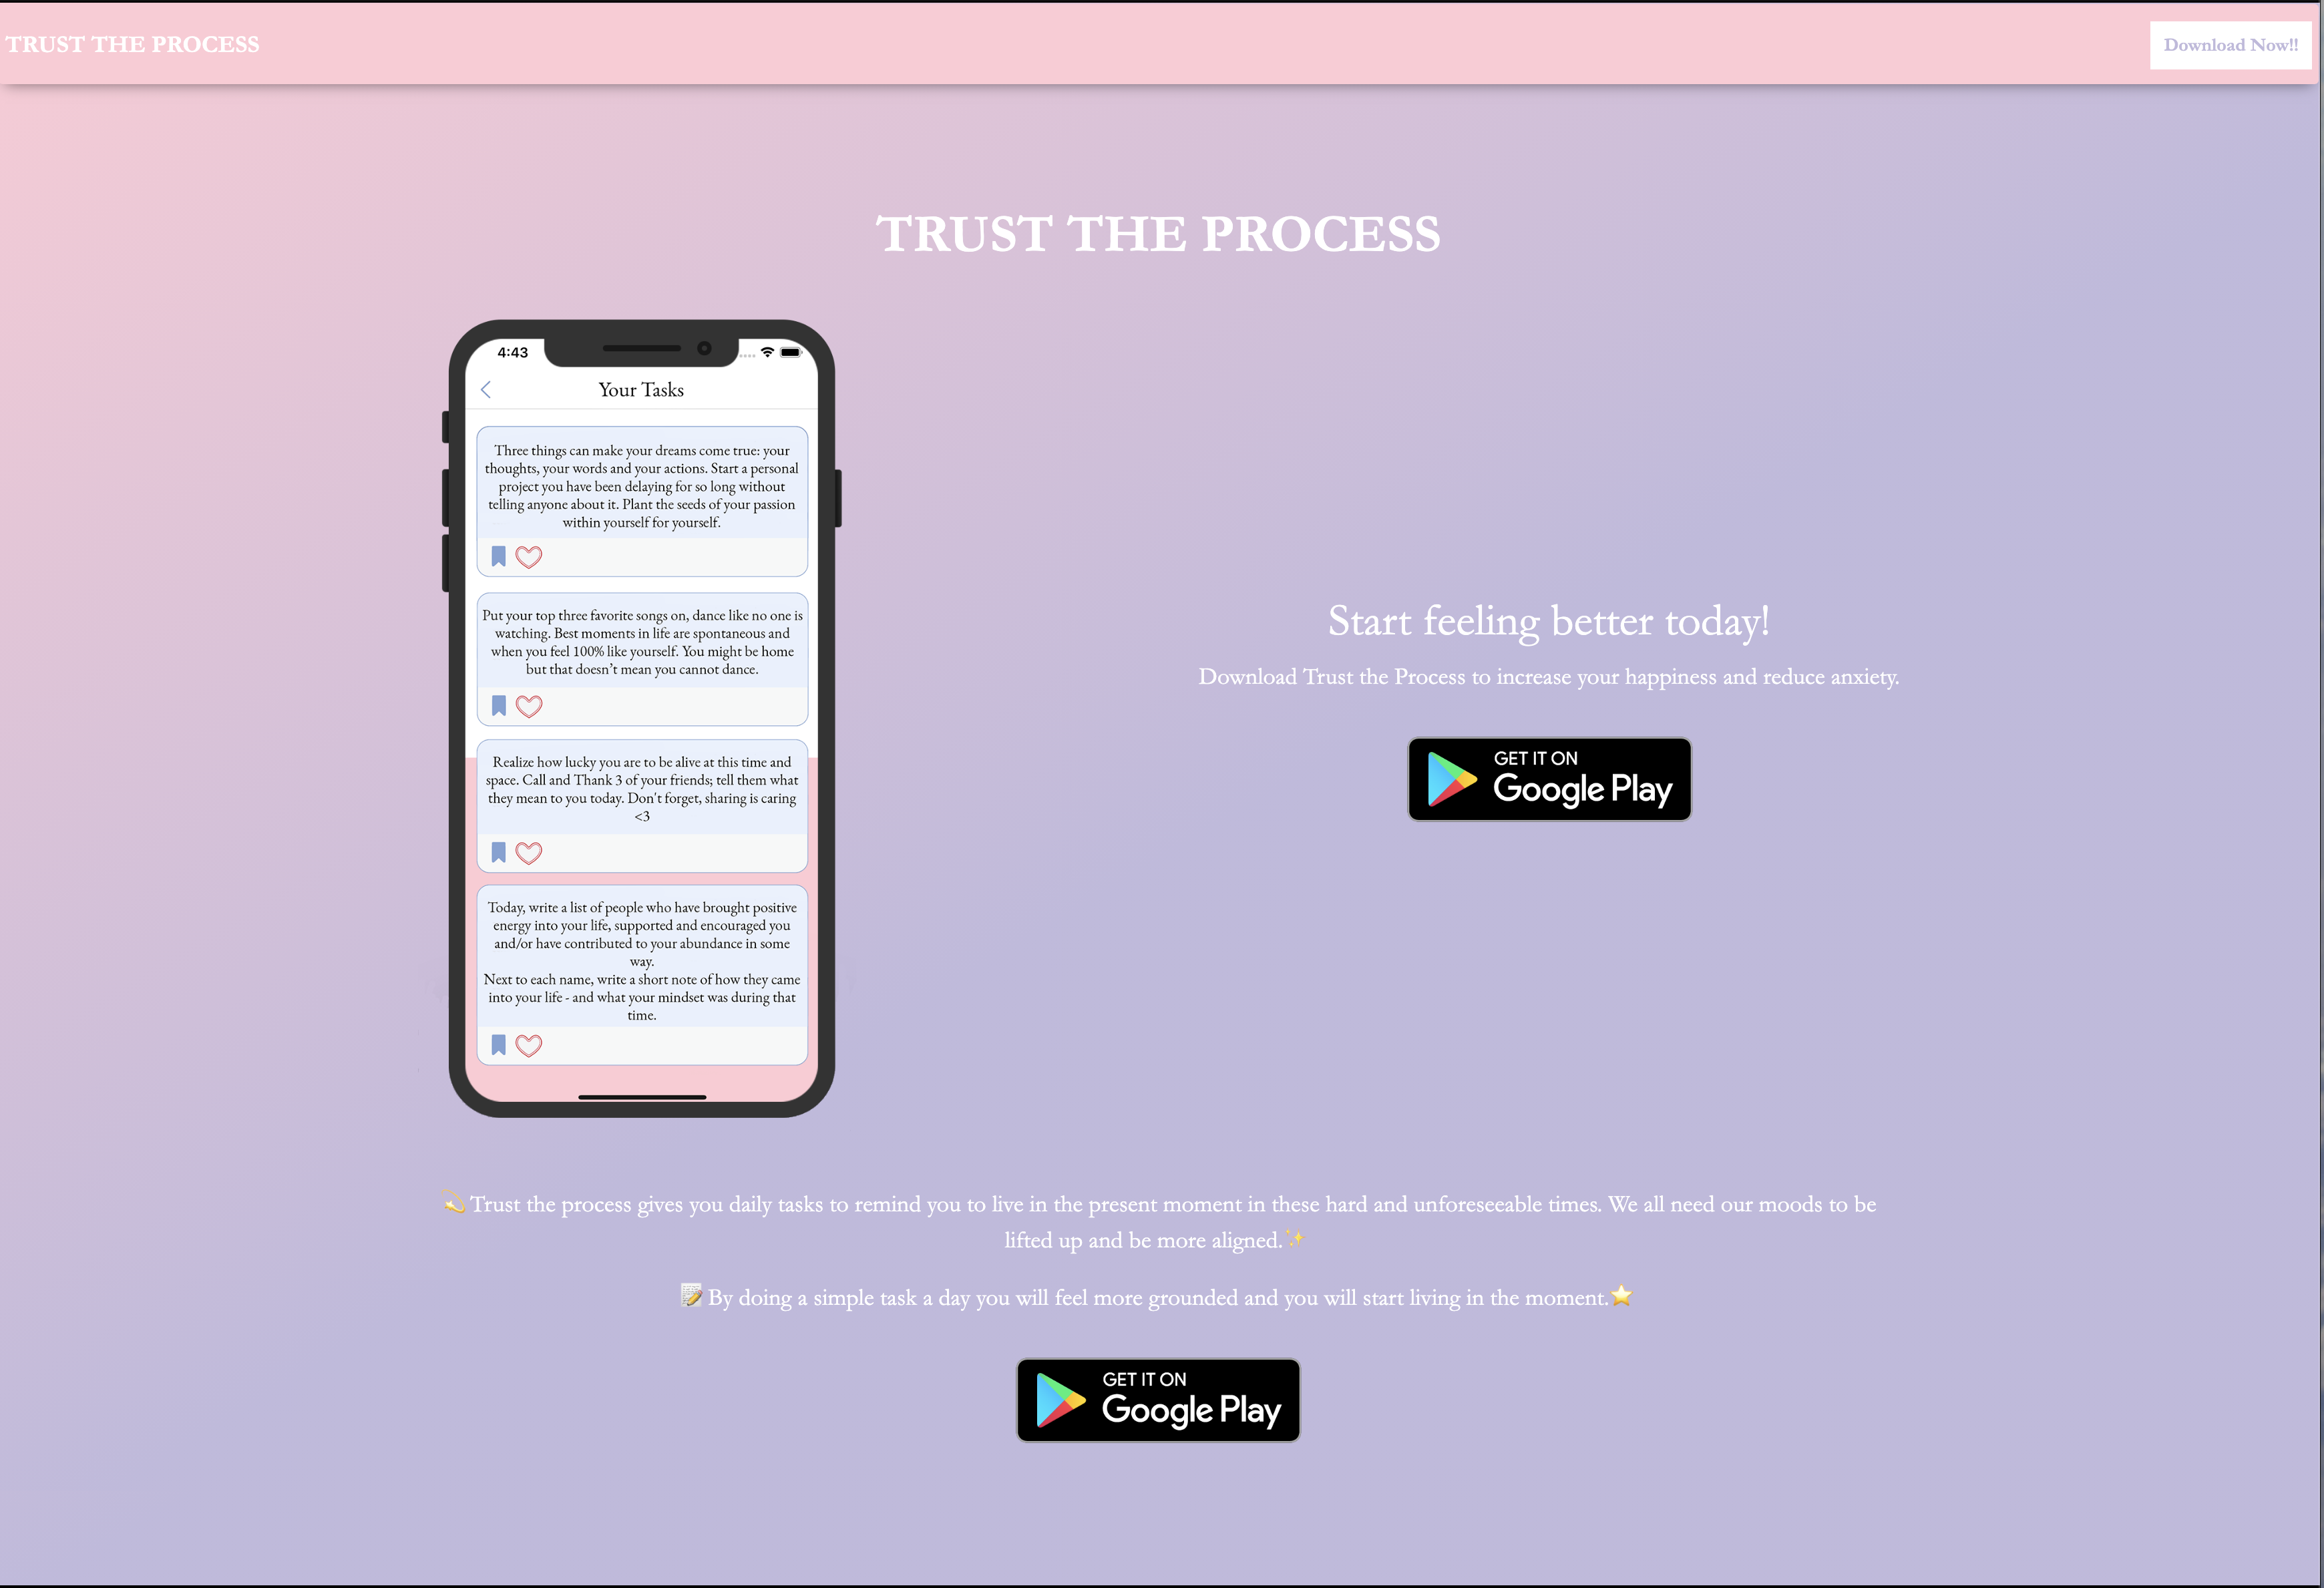 TRUST THE PROCESS
Download Now!!
TRUST THE PROCESS
4:43
Your Tasks
Three things can make your dreams come true: your
thoughts, your words and your actions. Start a personal
project you have been delaying for so long without
telling anyone about it. Plant the seeds of your passion
within yourself for yourself.
Put your top three favorite songs on, dance like no one is
watching. Best moments in life are spontaneous and
when you feel 100% like yourself. You might be home
but that doesn’t mean you cannot dance.
Realize how lucky you are to be alive at this time and
space. Call and Thank 3 of your friends; tell them what
they mean to you today. Don't forget, sharing is caring
<3
Today, write a list of people who have brought positive
energy into your life, supported and encouraged you
and/or have contributed to your abundance in some
way.
Next to each name, write a short note of how they came
into your life - and what your mindset was during that
time.
Start feeling better today!
Download Trust the Process to increase your happiness and reduce anxiety.
GET IT ON
Google Play
💫 Trust the process gives you daily tasks to remind you to live in the present moment in these hard and unforeseeable times. We all need our moods to be
lifted up and be more aligned.✨
📝 By doing a simple task a day you will feel more grounded and you will start living in the moment.⭐
GET IT ON
Google Play